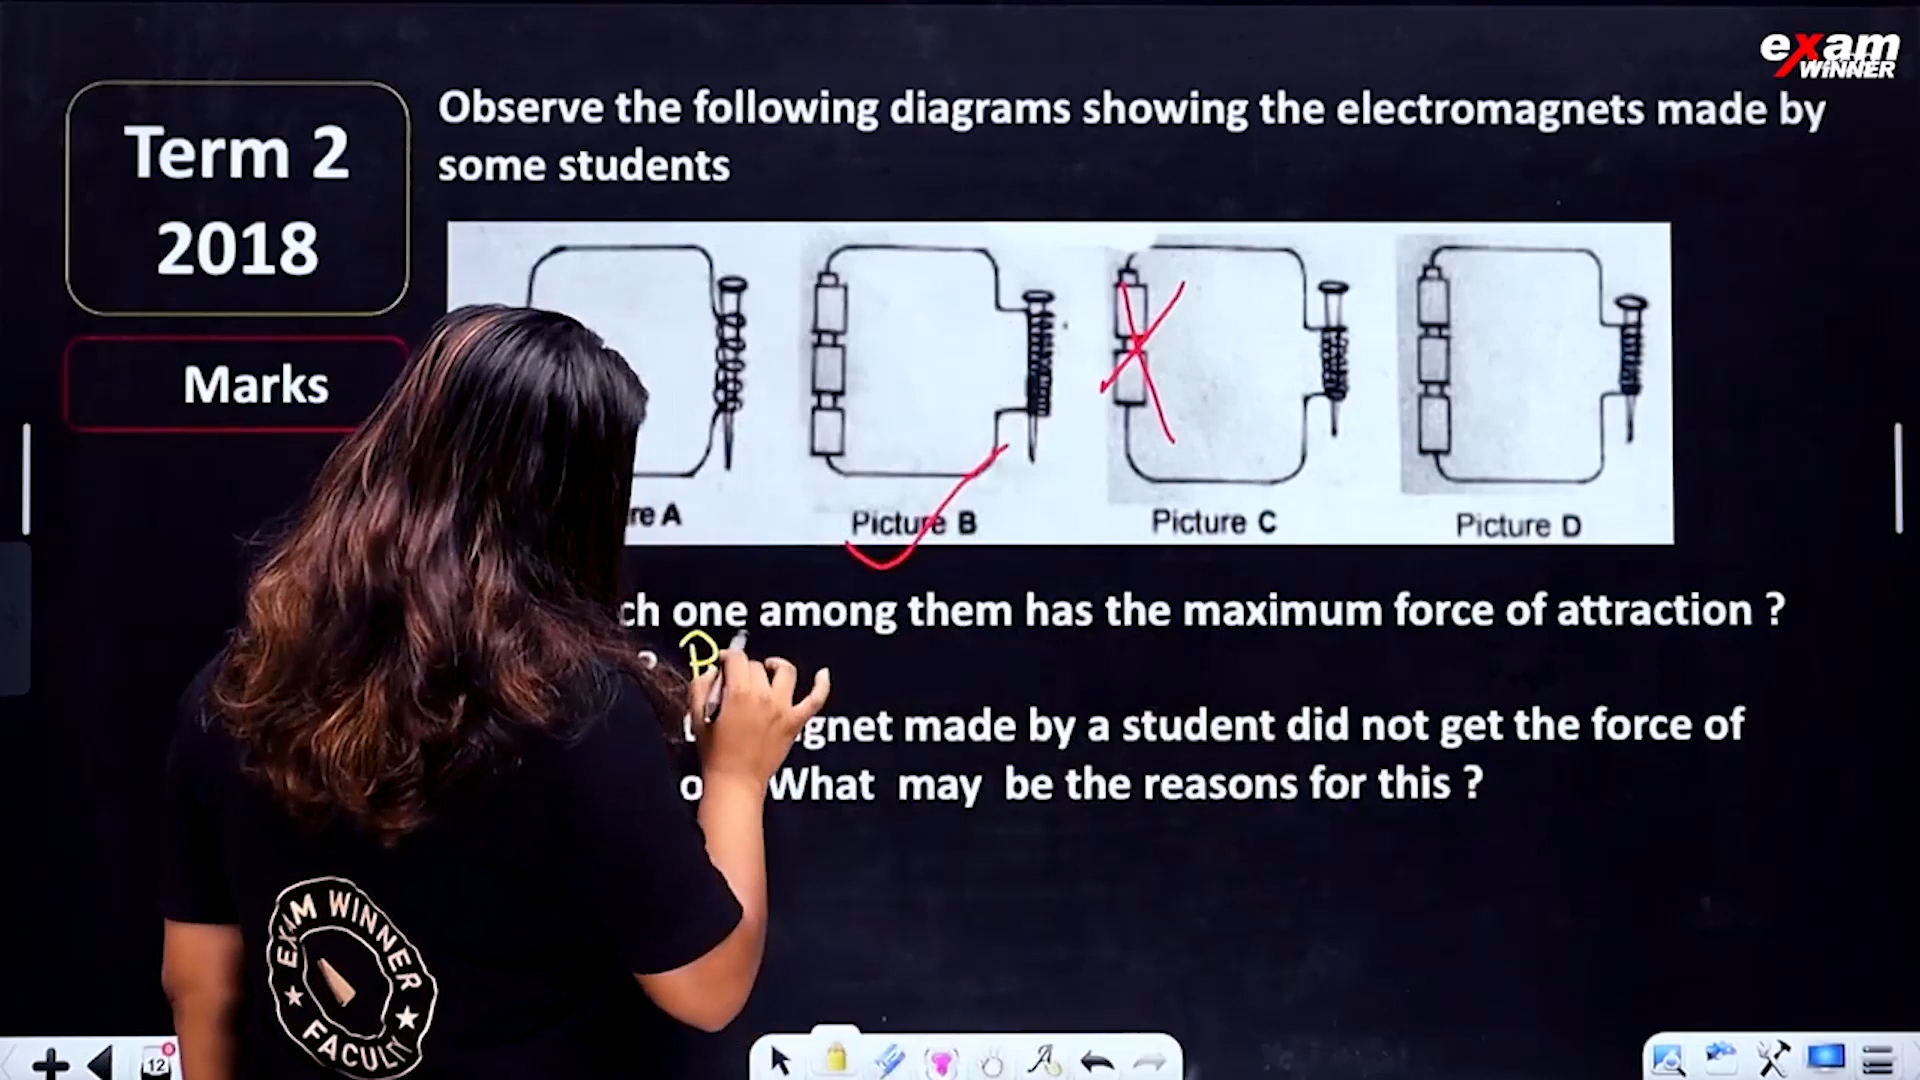 exam
WINNER
Term 2
2018
Marks
Observe the following diagrams showing the electromagnets made by
some students
re A
Picture B
Picture C
Picture D
ch one among them has the maximum force of attraction ?
B
gnet made by a student did not get the force of
What may be the reasons for this ?
EXAM WINNER
FACULTY
12